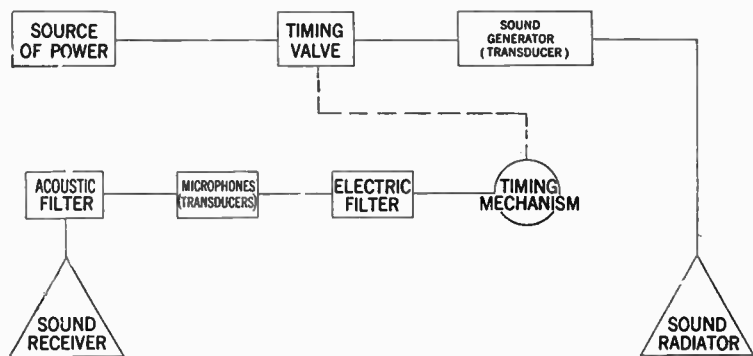 SOURCE
OF POWER
TIMING
VALVE
SOUND
GENERATOR
(TRANSDUCER)
ACOUSTIC
FILTER
MICROPHONES
(TRANSDUCERS)
ELECTRIC
FILTER
TIMING
MECHANISM
SOUND
RECEIVER
SOUND
RADIATOR